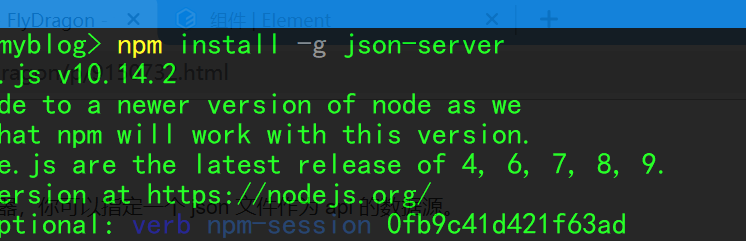 FlyDragon
组件 | Element
myblog> npm install -g json-server
.js v10.14.2
.html
de to a newer version of node as we
hat npm will work with this version.
e.js are the latest release of 4, 6, 7, 8, 9.
ersion at https://nodejs.org/
器，你可以指定一个 json 文件作为 api 的数据源。
ptional: verb npm-session 0fb9c41d421f63ad